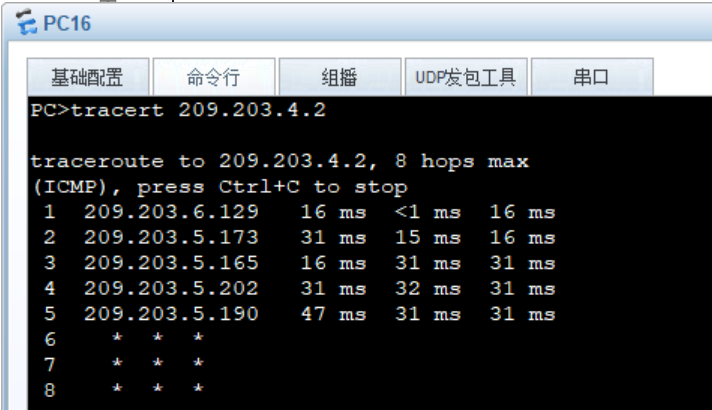 PC16
基础配置 命令行 组播 UDP发包工具 串口
PC>tracert 209.203.4.2
traceroute to 209.203.4.2, 8 hops max
(ICMP), press Ctrl+C to stop
1 209.203.6.129 16 ms <1 ms 16 ms
2 209.203.5.173 31 ms 15 ms 16 ms
3 209.203.5.165 16 ms 31 ms 31 ms
4 209.203.5.202 31 ms 32 ms 31 ms
5 209.203.5.190 47 ms 31 ms 31 ms
6 * * *
7 * * *
8 * * *